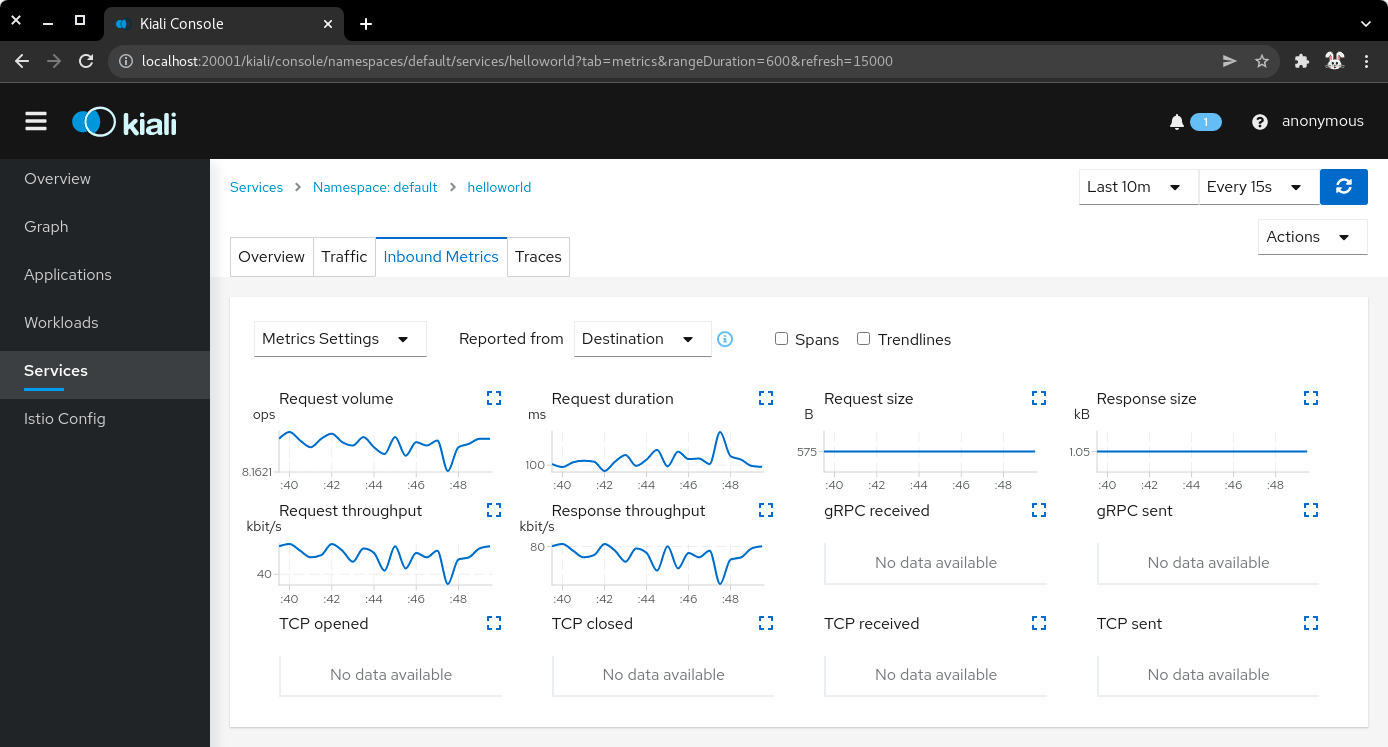 Kiali Console
localhost:20001/kiali/console/namespaces/default/services/helloworld?tab=metrics&rangeDuration=600&refresh=15000
kiali
1
anonymous
Overview
Graph
Applications
Workloads
Services
Istio Config
Services > Namespace: default > helloworld
Last 10m
Every 15s
Actions
Overview
Traffic
Inbound Metrics
Traces
Metrics Settings
Reported from
Destination
Spans
Trendlines
Request volume
ops
8.1621
:40 :42 :44 :46 :48
Request duration
ms
100
:40 :42 :44 :46 :48
Request size
B
575
:40 :42 :44 :46 :48
Response size
kB
1.05
:40 :42 :44 :46 :48
Request throughput
kbit/s
40
:40 :42 :44 :46 :48
Response throughput
kbit/s
80
:40 :42 :44 :46 :48
gRPC received
No data available
gRPC sent
No data available
TCP opened
No data available
TCP closed
No data available
TCP received
No data available
TCP sent
No data available